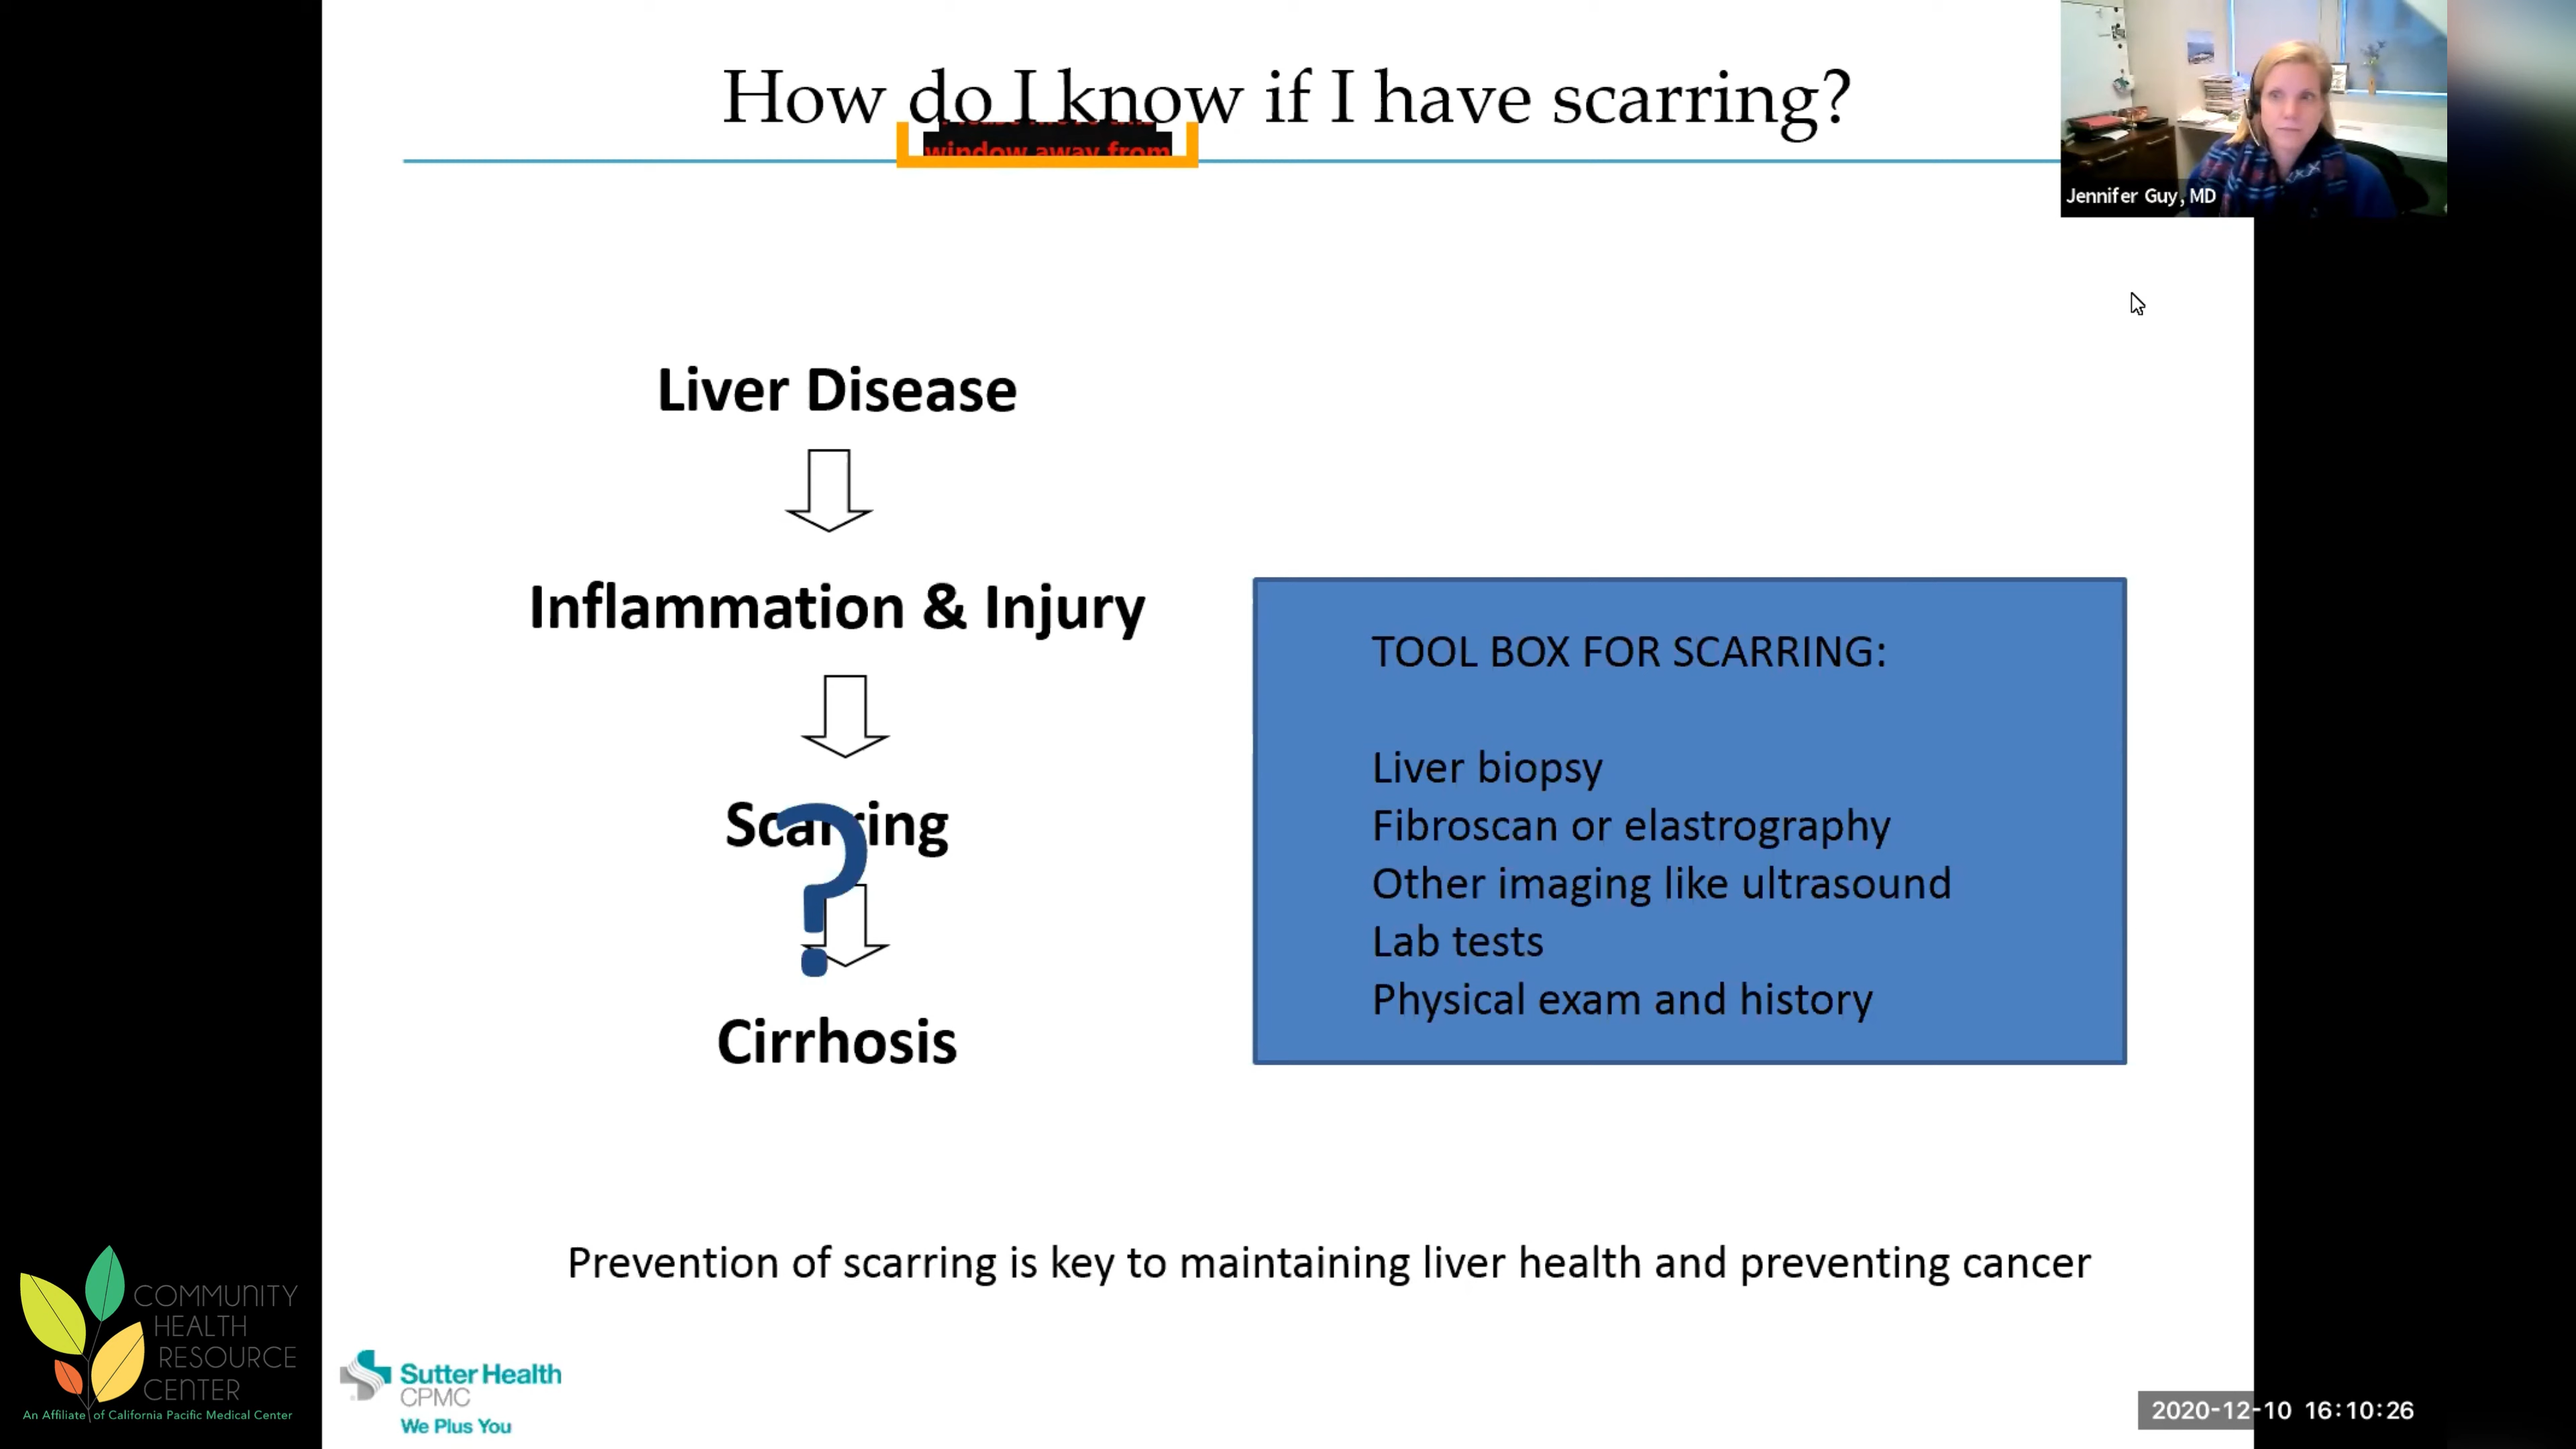 How do I know if I have scarring?
window away from
Jennifer Guy, MD
Liver Disease
Inflammation & Injury
Scarring
?
Cirrhosis
TOOL BOX FOR SCARRING:
Liver biopsy
Fibroscan or elastrography
Other imaging like ultrasound
Lab tests
Physical exam and history
Prevention of scarring is key to maintaining liver health and preventing cancer
COMMUNITY
HEALTH
RESOURCE
CENTER
An Affiliate of California Pacific Medical Center
Sutter Health
CPMC
We Plus You
2020-12-10 16:10:26